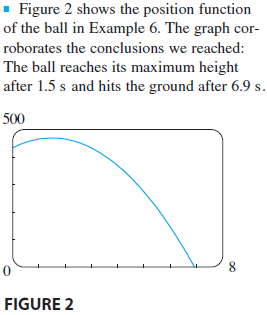 ▪ Figure 2 shows the position function
of the ball in Example 6. The graph cor-
roborates the conclusions we reached:
The ball reaches its maximum height
after 1.5 s and hits the ground after 6.9 s.
500
0
8
FIGURE 2